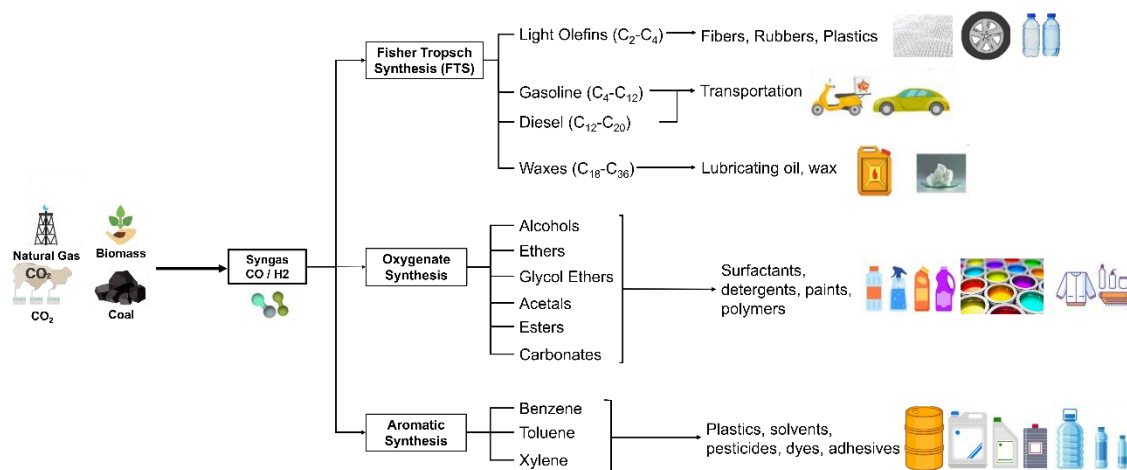 Natural Gas
Biomass
CO₂
CO₂
Coal
Syngas
CO / H2
Fisher Tropsch
Synthesis (FTS)
Light Olefins (C₂-C₄)
Fibers, Rubbers, Plastics
Gasoline (C₄-C₁₂)
Transportation
Diesel (C₁₂-C₂₀)
Waxes (C₁₈-C₃₆)
Lubricating oil, wax
Oxygenate
Synthesis
Alcohols
Ethers
Glycol Ethers
Acetals
Esters
Carbonates
Surfactants,
detergents, paints,
polymers
Aromatic
Synthesis
Benzene
Toluene
Xylene
Plastics, solvents,
pesticides, dyes, adhesives